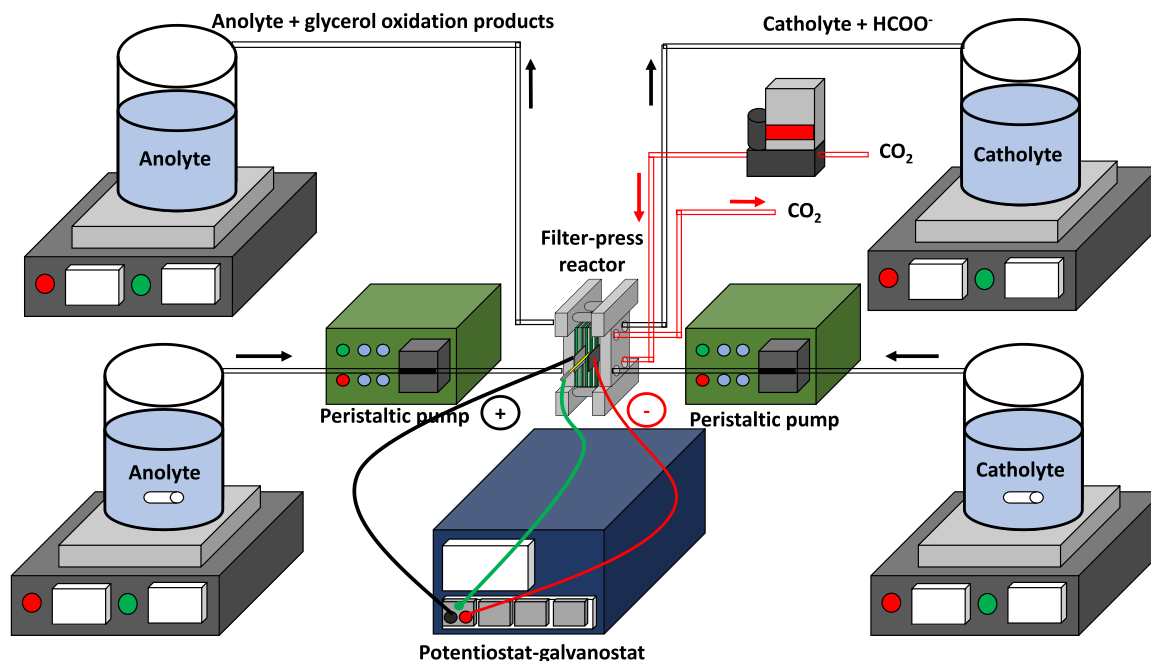 Anolyte + glycerol oxidation products
Catholyte + HCOO⁻
Anolyte
Catholyte
CO₂
CO₂
Filter-press
reactor
Peristaltic pump
+
-
Peristaltic pump
Anolyte
Catholyte
Potentiostat-galvanostat